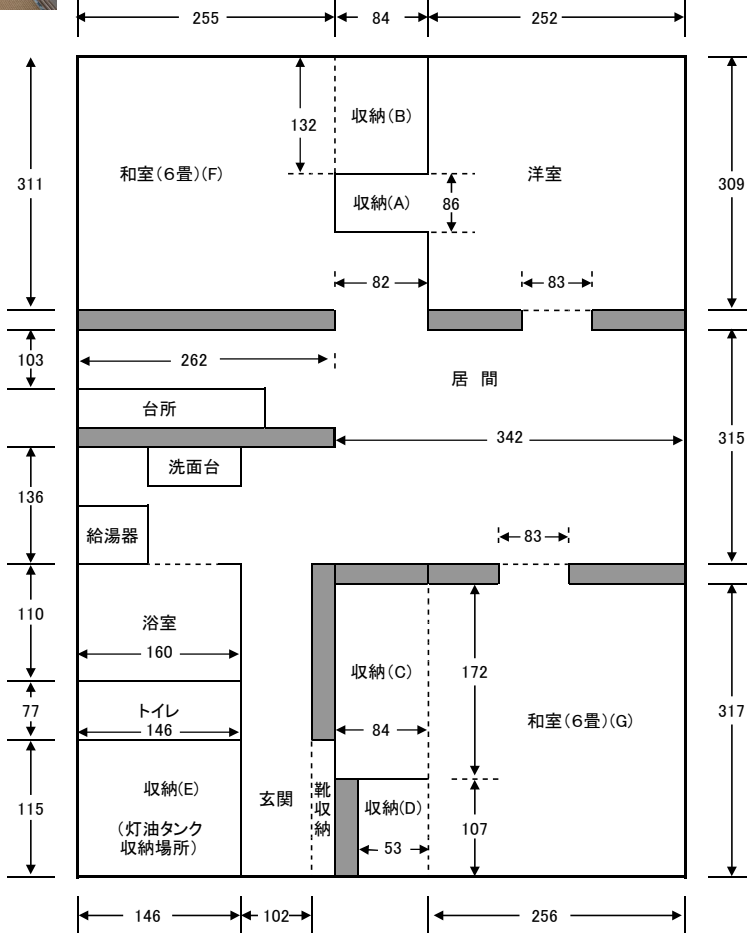 255
84
252
132
収納(B)
311
和室(6畳)(F)
洋室
309
収納(A)
86
82
83
103
262
居 間
台所
342
315
洗面台
136
給湯器
83
110
浴室
160
収納(C)
172
77
トイレ
146
84
和室(6畳)(G)
317
収納(E)
(灯油タンク
収納場所)
玄関
靴収納
収納(D)
115
107
53
146
102
256